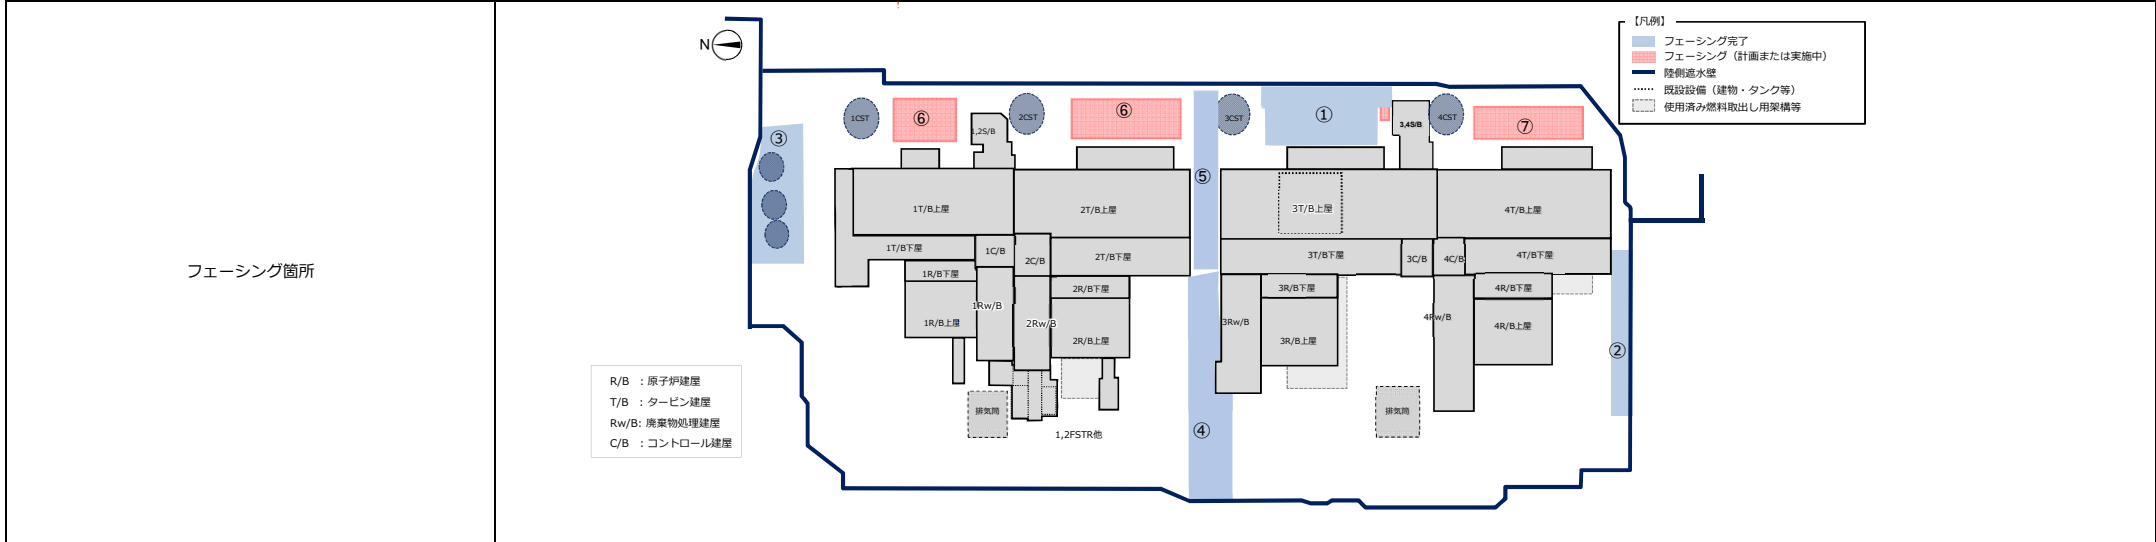 フェーシング箇所
N
【凡例】
フェーシング完了
フェーシング（計画または実施中）
陸側遮水壁
既設設備（建物・タンク等）
使用済み燃料取出し用架構等
1CST
⑥
1,2S/B
2CST
⑥
3CST
①
3,4S/B
4CST
⑦
③
⑤
1T/B上屋
2T/B上屋
3T/B上屋
4T/B上屋
1T/B下屋
1C/B
2C/B
2T/B下屋
3T/B下屋
3C/B
4C/B
4T/B下屋
1R/B下屋
2R/B下屋
3R/B下屋
4R/B下屋
1Rw/B
2Rw/B
3Rw/B
4Rw/B
1R/B上屋
2R/B上屋
3R/B上屋
4R/B上屋
②
R/B ：原子炉建屋
T/B ：タービン建屋
Rw/B: 廃棄物処理建屋
C/B ：コントロール建屋
排気筒
排気筒
1,2FSTR他
④